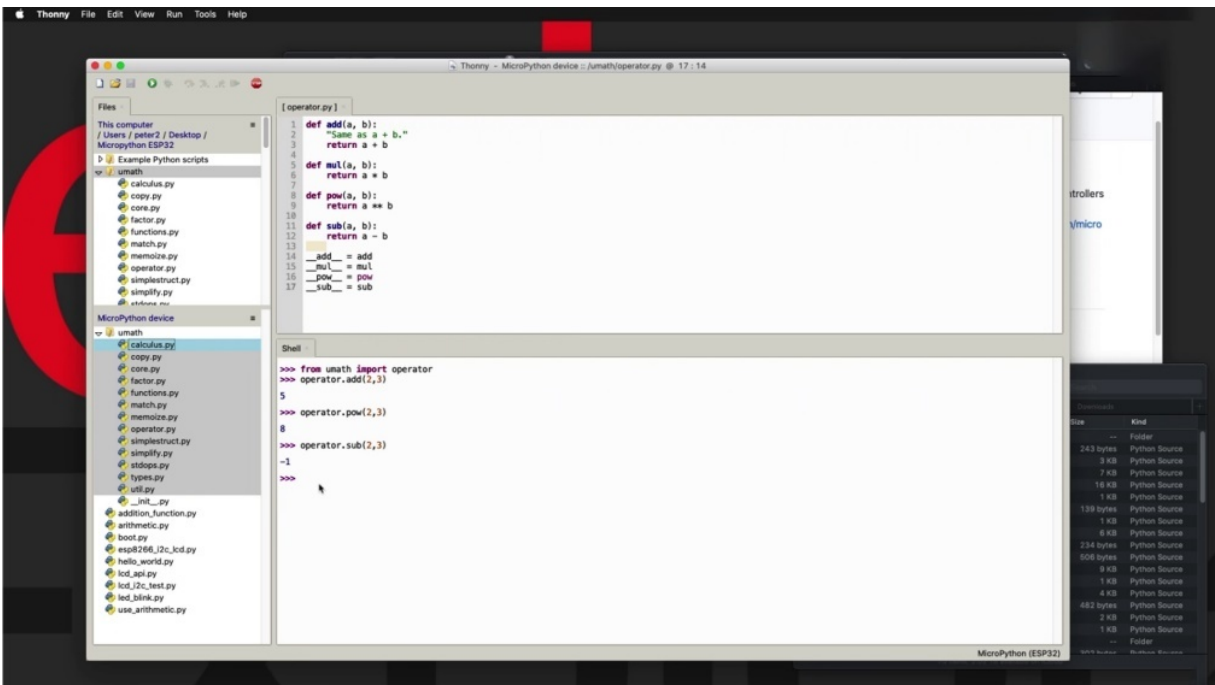 Thonny File Edit View Run Tools Help
Thonny - MicroPython device :: /umath/operator.py @ 17 : 14
Files
This computer
/ Users / peter2 / Desktop /
Micropython ESP32
Example Python scripts
umath
calculus.py
copy.py
core.py
factor.py
functions.py
match.py
memoize.py
operator.py
simplestruct.py
simplify.py
stdops.py
MicroPython device
umath
calculus.py
copy.py
core.py
factor.py
functions.py
match.py
memoize.py
operator.py
simplestruct.py
simplify.py
stdops.py
types.py
util.py
__init__.py
addition_function.py
arithmetic.py
boot.py
esp8266_i2c_lcd.py
hello_world.py
lcd_api.py
lcd_i2c_test.py
led_blink.py
use_arithmetic.py
[ operator.py ]
1 def add(a, b):
2 "Same as a + b."
3 return a + b
4
5 def mul(a, b):
6 return a * b
7
8 def pow(a, b):
9 return a ** b
10
11 def sub(a, b):
12 return a - b
13
14 __add__ = add
15 __mul__ = mul
16 __pow__ = pow
17 __sub__ = sub
Shell
>>> from umath import operator
>>> operator.add(2,3)
5
>>> operator.pow(2,3)
8
>>> operator.sub(2,3)
-1
>>>
MicroPython (ESP32)
ntrollers
n/micro
Downloads
Size Kind
-- Folder
243 bytes Python Source
3 KB Python Source
7 KB Python Source
16 KB Python Source
1 KB Python Source
139 bytes Python Source
1 KB Python Source
6 KB Python Source
234 bytes Python Source
506 bytes Python Source
9 KB Python Source
1 KB Python Source
4 KB Python Source
482 bytes Python Source
2 KB Python Source
1 KB Python Source
-- Folder